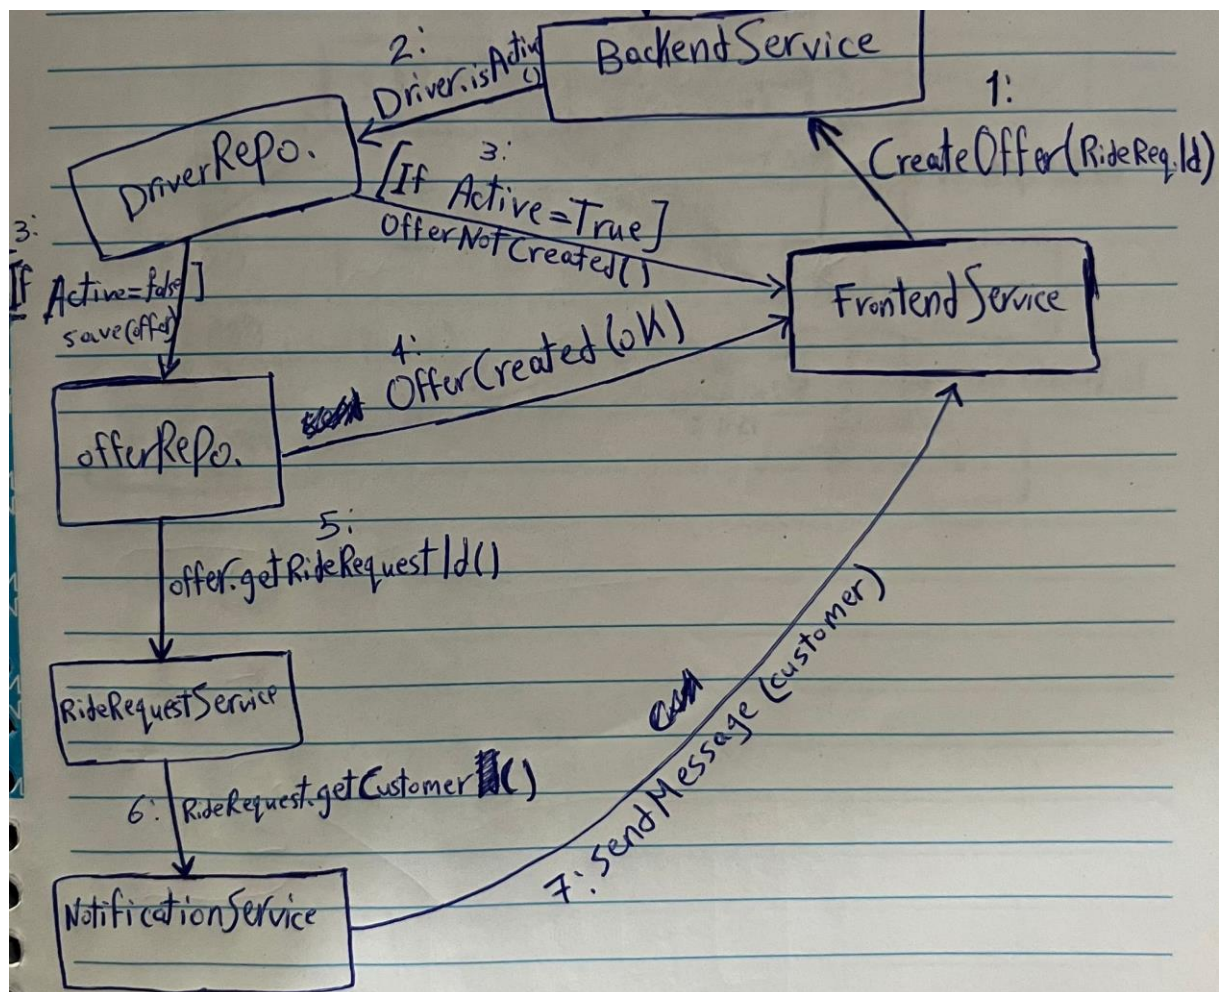 2:
Driver.isActiv
()
BackendService
1:
CreateOffer(RideReq.Id)
DriverRepo.
3:
[If Active=True]
OfferNotCreated()
FrontendService
3:
If Active=false]
save(offer)
4:
OfferCreated(oK)
offerRepo.
5:
offer.getRideRequestId()
RideRequestService
6: RideRequest.getCustomer ()
7: SendMessage (customer)
NotificationService